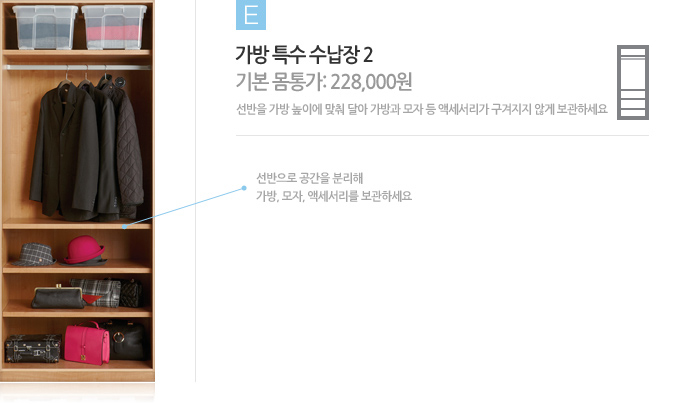 E
가방 특수 수납장 2
기본 몸통가: 228,000원
선반을 가방 높이에 맞춰 달아 가방과 모자 등 액세서리가 구겨지지 않게 보관하세요
선반으로 공간을 분리해
가방, 모자, 액세서리를 보관하세요